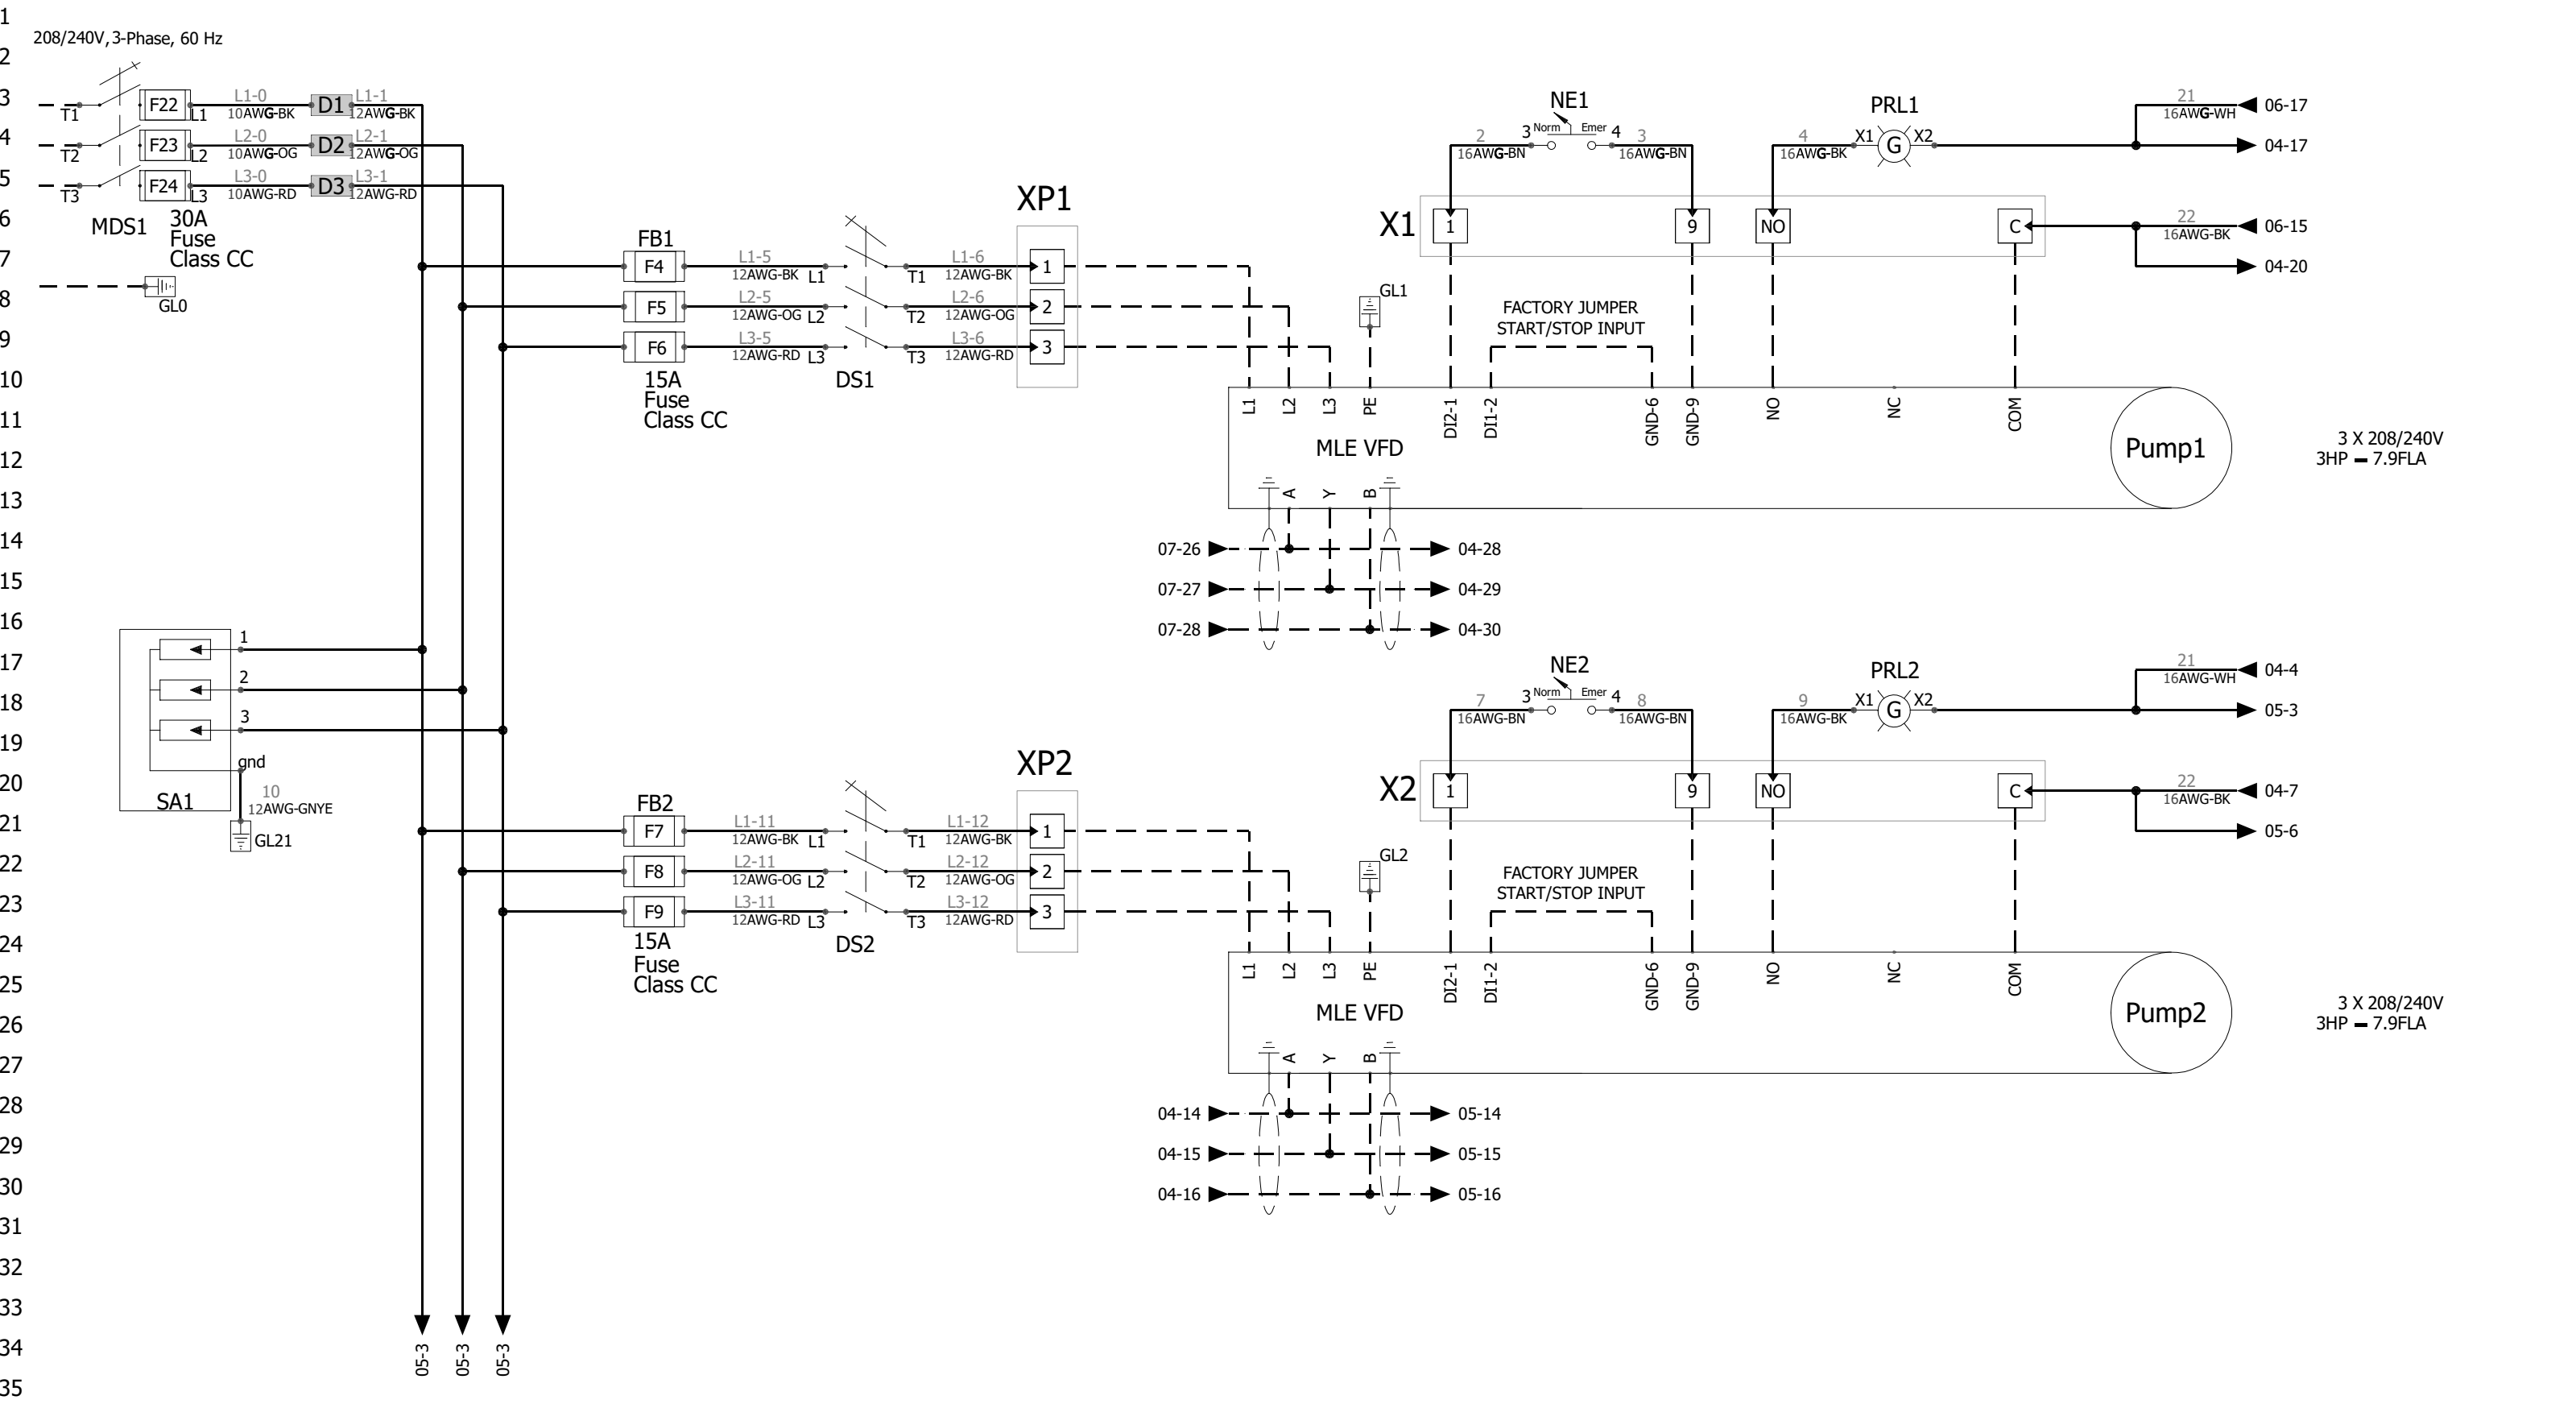 1
208/240V, 3-Phase, 60 Hz
2
3
T1
F22
L1
L1-0
10AWG-BK
D1
L1-1
12AWG-BK
4
T2
F23
L2
L2-0
10AWG-OG
D2
L2-1
12AWG-OG
5
T3
F24
L3
L3-0
10AWG-RD
D3
L3-1
12AWG-RD
MDS1
30A
Fuse
Class CC
NE1
2
16AWG-BN
3 Norm Emer 4
3
16AWG-BN
PRL1
4
16AWG-BK
X1 G X2
21
16AWG-WH
06-17
04-17
6
XP1
X1
1
9
NO
C
22
16AWG-BK
06-15
04-20
7
FB1
F4
L1-5
12AWG-BK L1
T1
L1-6
12AWG-BK
1
8
GL0
F5
L2-5
12AWG-OG L2
T2
L2-6
12AWG-OG
2
GL1
FACTORY JUMPER
START/STOP INPUT
9
F6
L3-5
12AWG-RD L3
T3
L3-6
12AWG-RD
3
10
15A
Fuse
Class CC
DS1
11
L1
L2
L3
PE
DI2-1
DI1-2
GND-6
GND-9
NO
NC
COM
MLE VFD
Pump1
3 X 208/240V
3HP – 7.9FLA
12
13
A
Y
B
14
07-26
04-28
15
07-27
04-29
16
07-28
04-30
1
17
2
18
3
19
gnd
20
SA1
10
12AWG-GNYE
21
GL21
NE2
7
16AWG-BN
3 Norm Emer 4
8
16AWG-BN
PRL2
9
16AWG-BK
X1 G X2
21
16AWG-WH
04-4
05-3
XP2
X2
1
9
NO
C
22
16AWG-BK
04-7
05-6
FB2
F7
L1-11
12AWG-BK L1
T1
L1-12
12AWG-BK
1
22
F8
L2-11
12AWG-OG L2
T2
L2-12
12AWG-OG
2
GL2
FACTORY JUMPER
START/STOP INPUT
23
F9
L3-11
12AWG-RD L3
T3
L3-12
12AWG-RD
3
24
15A
Fuse
Class CC
DS2
25
L1
L2
L3
PE
DI2-1
DI1-2
GND-6
GND-9
NO
NC
COM
MLE VFD
Pump2
3 X 208/240V
3HP – 7.9FLA
26
27
A
Y
B
28
04-14
05-14
29
04-15
05-15
30
04-16
05-16
31
32
33
34
05-3
05-3
05-3
35